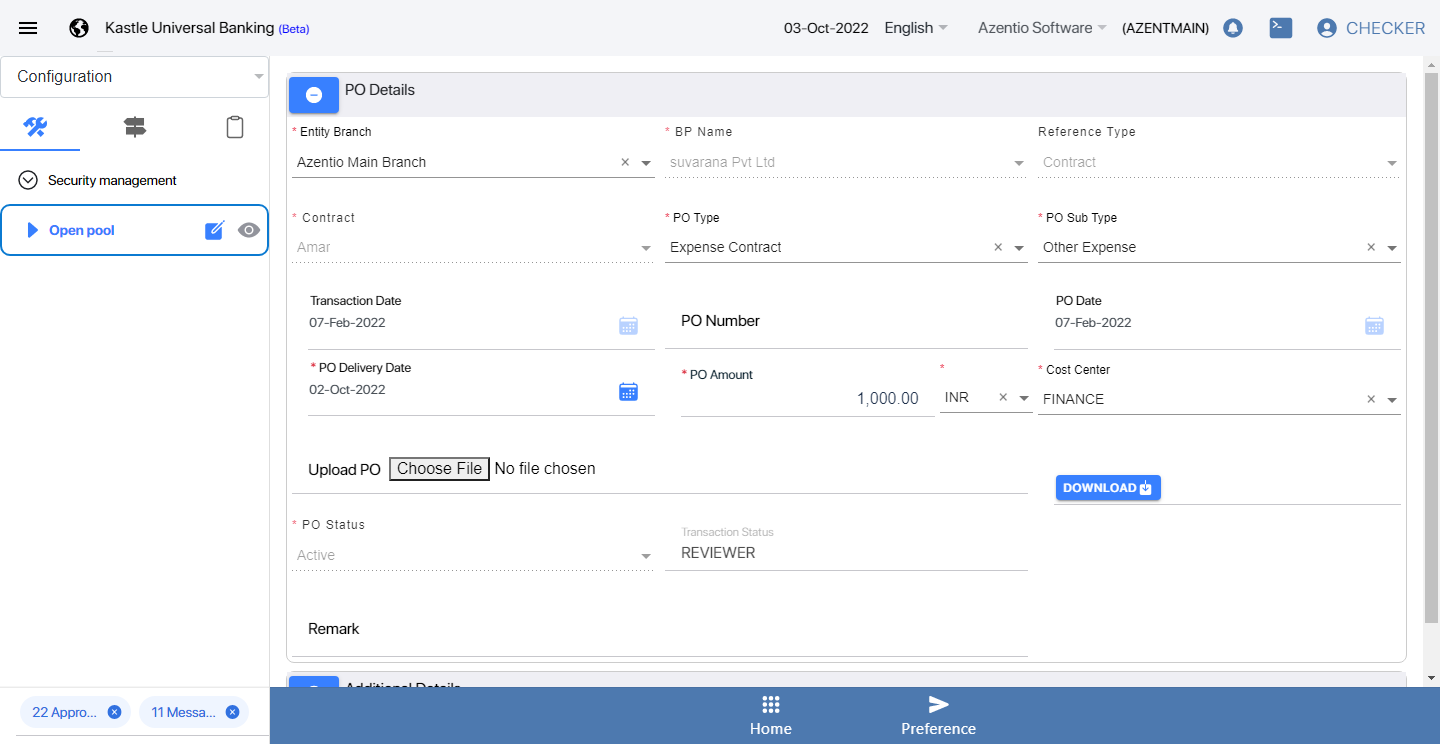 Kastle Universal Banking (Beta)
03-Oct-2022 English Azentio Software (AZENTMAIN) CHECKER
Configuration
Security management
Open pool
PO Details
* Entity Branch * BP Name Reference Type
Azentio Main Branch × suvarana Pvt Ltd Contract
* Contract * PO Type * PO Sub Type
Amar Expense Contract × Other Expense ×
Transaction Date PO Date
07-Feb-2022 PO Number 07-Feb-2022
* PO Delivery Date * PO Amount * * Cost Center
02-Oct-2022 1,000.00 INR × FINANCE ×
Upload PO Choose File No file chosen
DOWNLOAD
* PO Status Transaction Status
Active REVIEWER
Remark
Additional Details
22 Appro... 11 Messa...
Home Preference